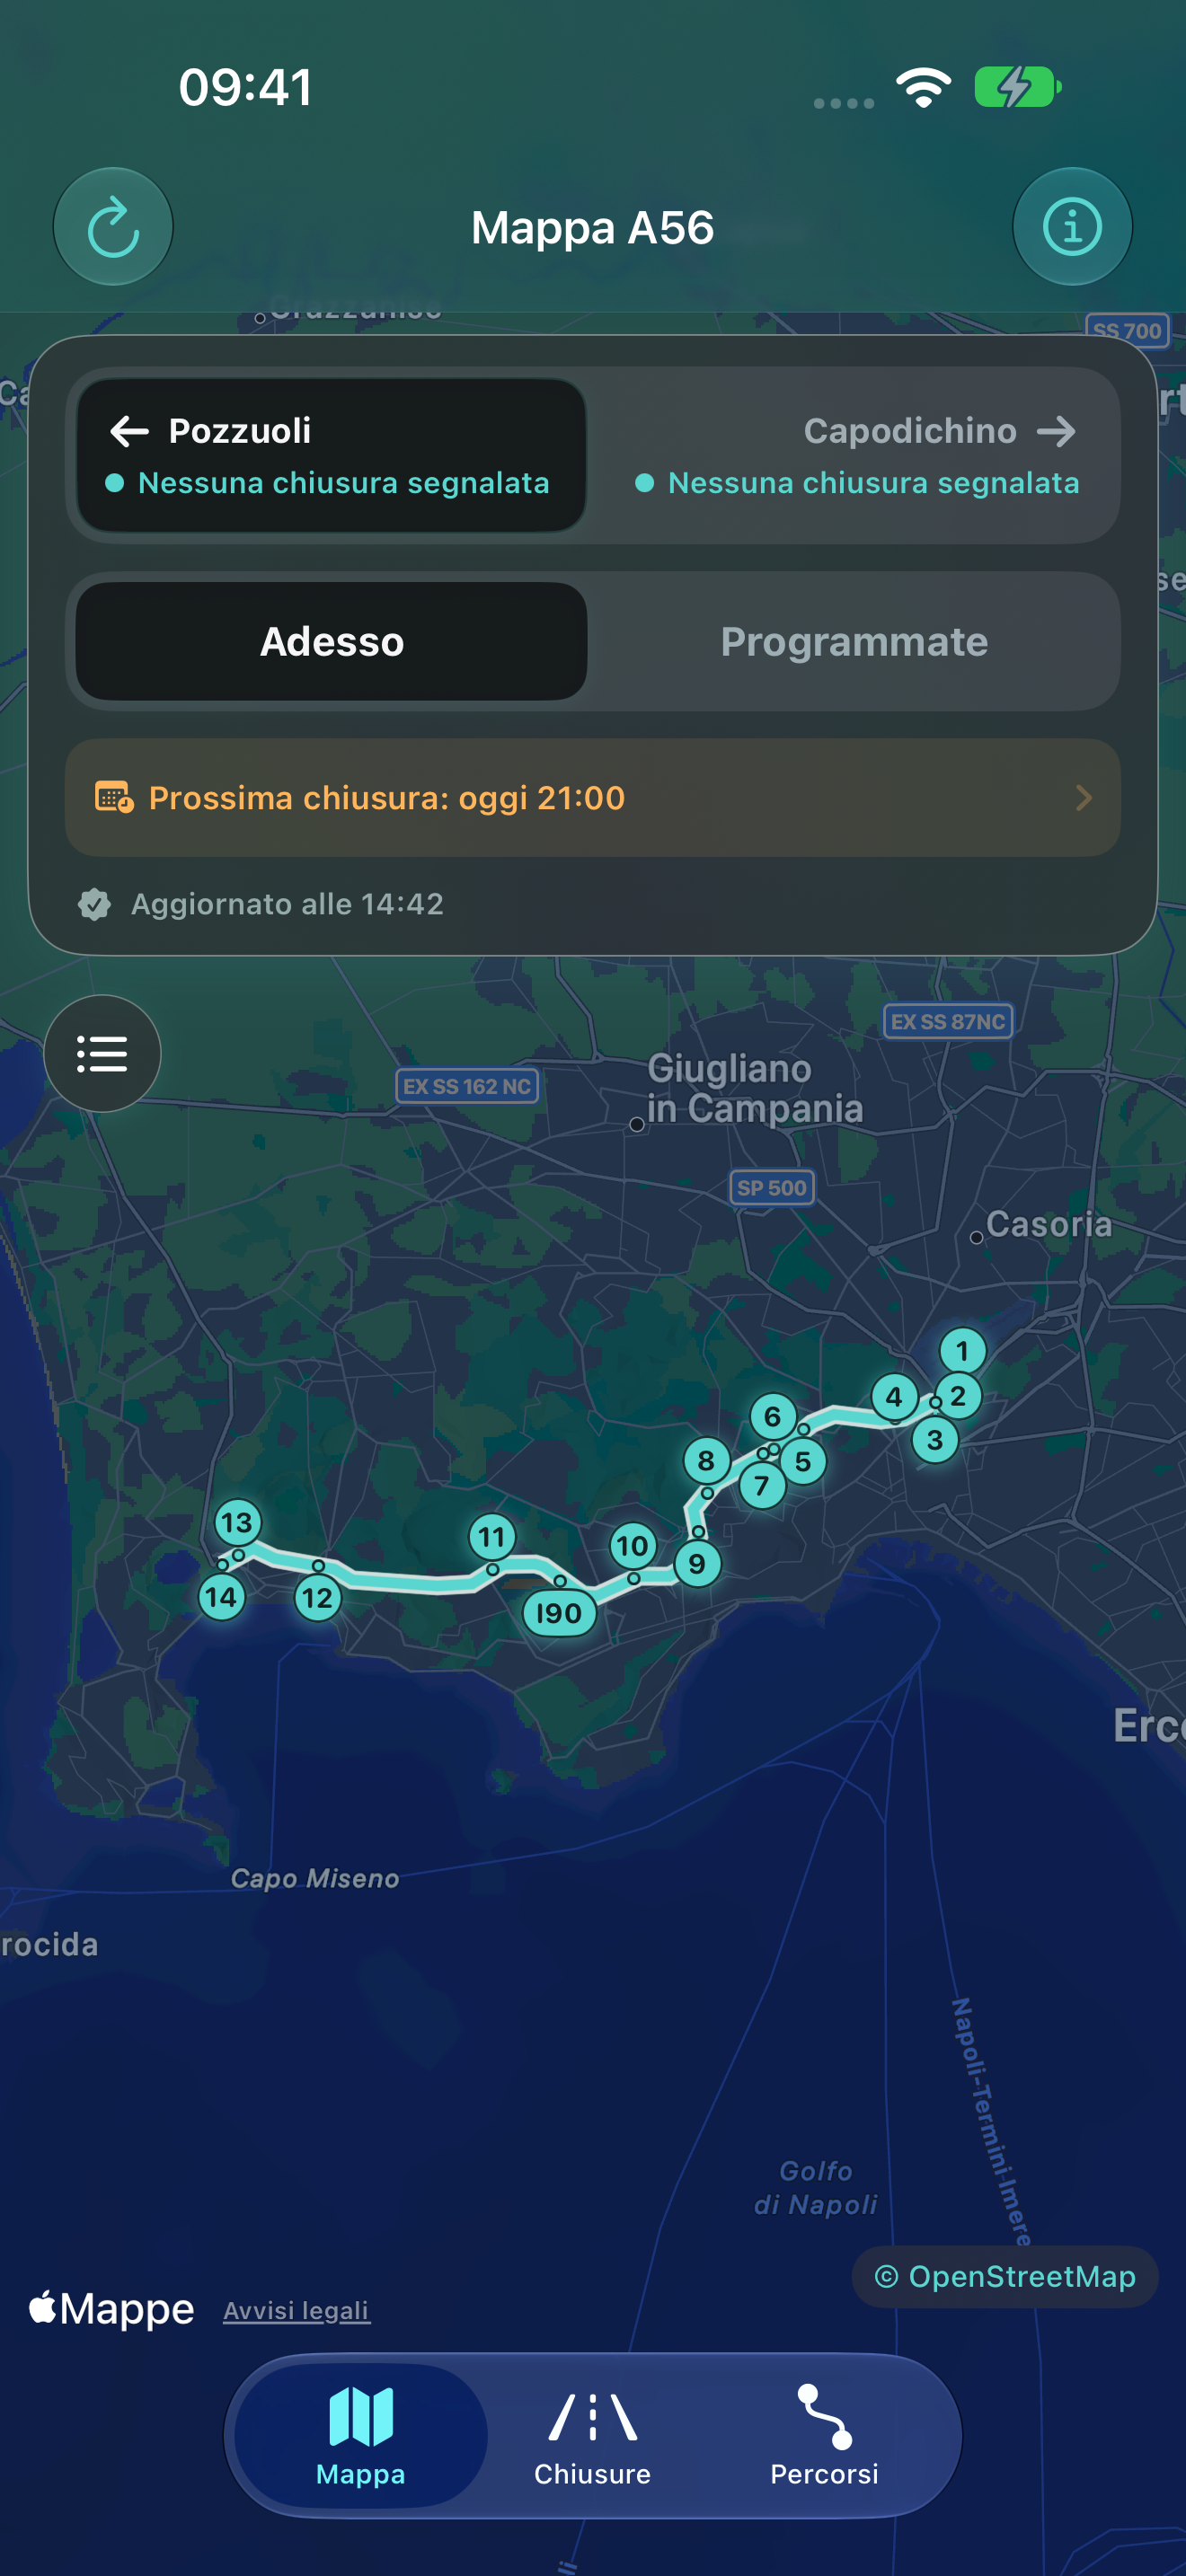 09:41
Mappa A56
Grazzanise
SS 700
Pozzuoli
Nessuna chiusura segnalata
Capodichino
Nessuna chiusura segnalata
Adesso
Programmate
Prossima chiusura: oggi 21:00
Aggiornato alle 14:42
EX SS 87NC
Giugliano
in Campania
EX SS 162 NC
SP 500
Casoria
1
4
2
6
3
8
5
7
13
11
10
9
14
12
I90
Erco
Capo Miseno
rocida
Napoli-Termini Imere
Golfo
di Napoli
© OpenStreetMap
Mappe
Avvisi legali
Mappa
Chiusure
Percorsi